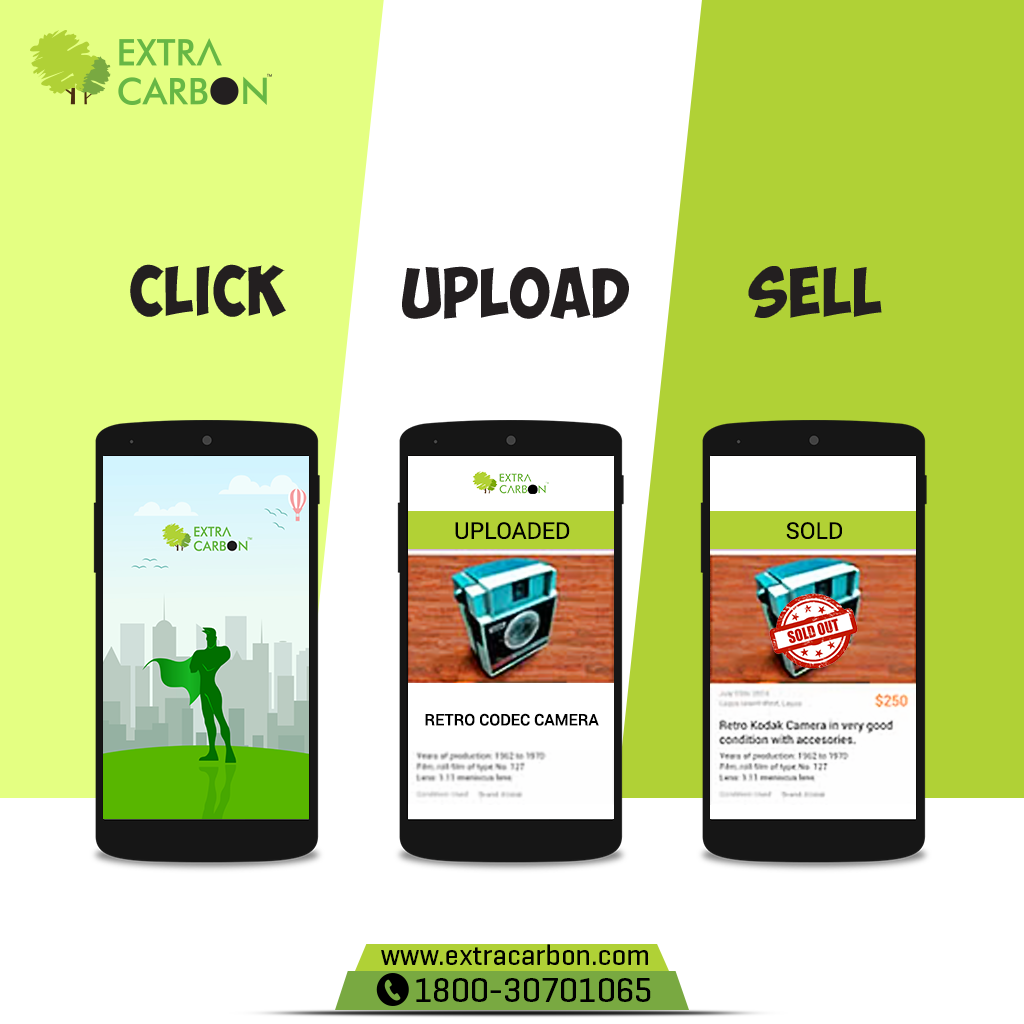 EXTRA
CARBON™
CLICK
UPLOAD
SELL
EXTRA
CARBON
EXTRA
CARBON
UPLOADED
RETRO CODEC CAMERA
Years of production: 1962 to 1970
Film: roll film of type No. 127
Lens: 1:11 meniscus lens
SOLD
SOLD OUT
$250
Retro Kodak Camera in very good
condition with accesories.
Years of production: 1962 to 1970
Film: roll film of type No. 127
Lens: 1:11 meniscus lens
www.extracarbon.com
1800-30701065